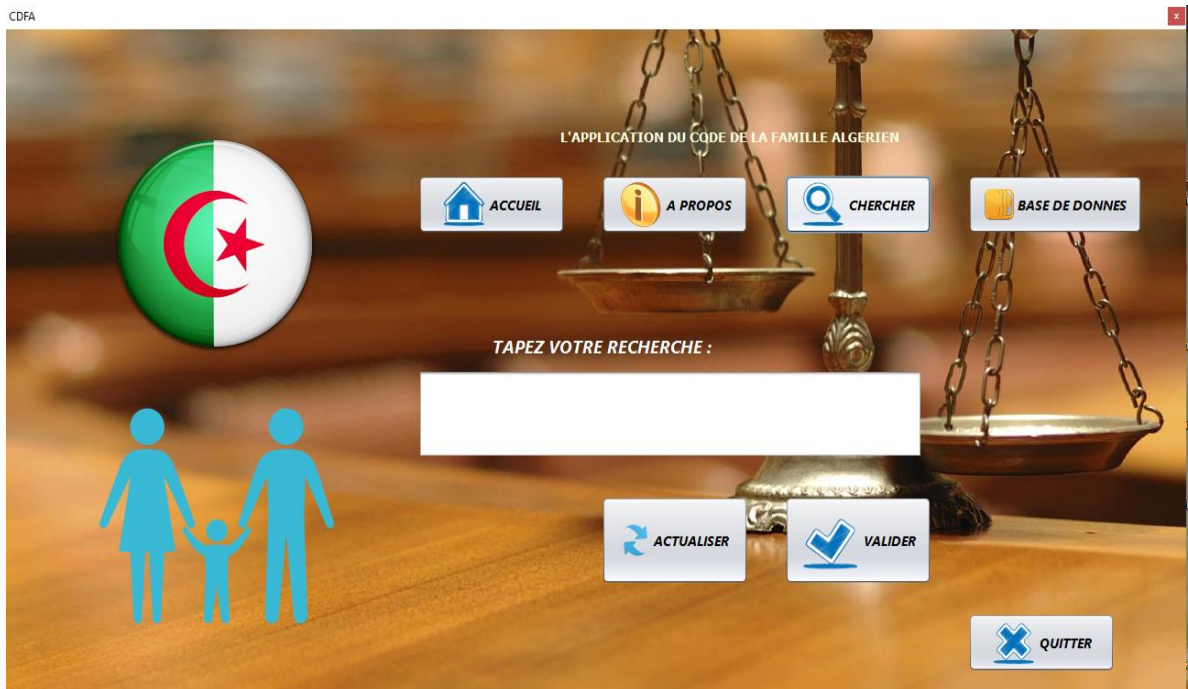 CDFA
x
L'APPLICATION DU CODE DE LA FAMILLE ALGERIEN
ACCUEIL
A PROPOS
CHERCHER
BASE DE DONNES
TAPEZ VOTRE RECHERCHE :
ACTUALISER
VALIDER
QUITTER